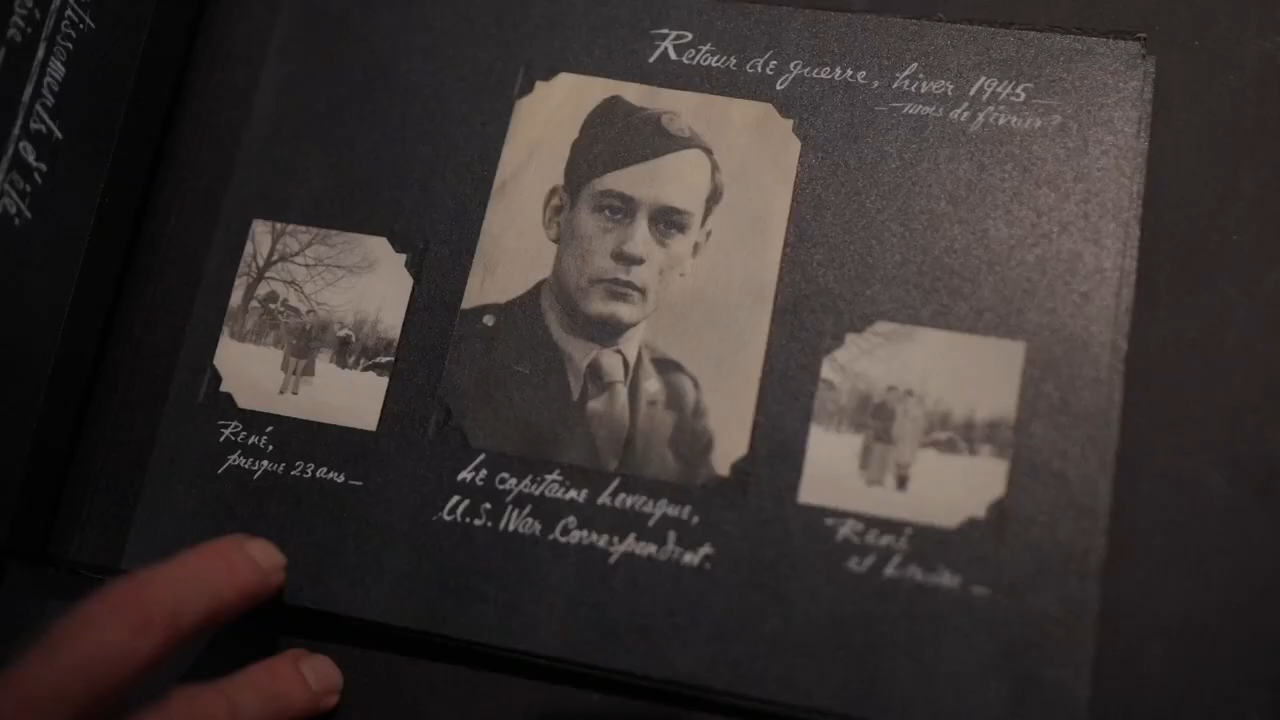 Retour de guerre, hiver 1945—
—mois de février?
René,
presque 23 ans—
Le capitaine Levesque,
U.S. War Correspondent.
René
et
d'été